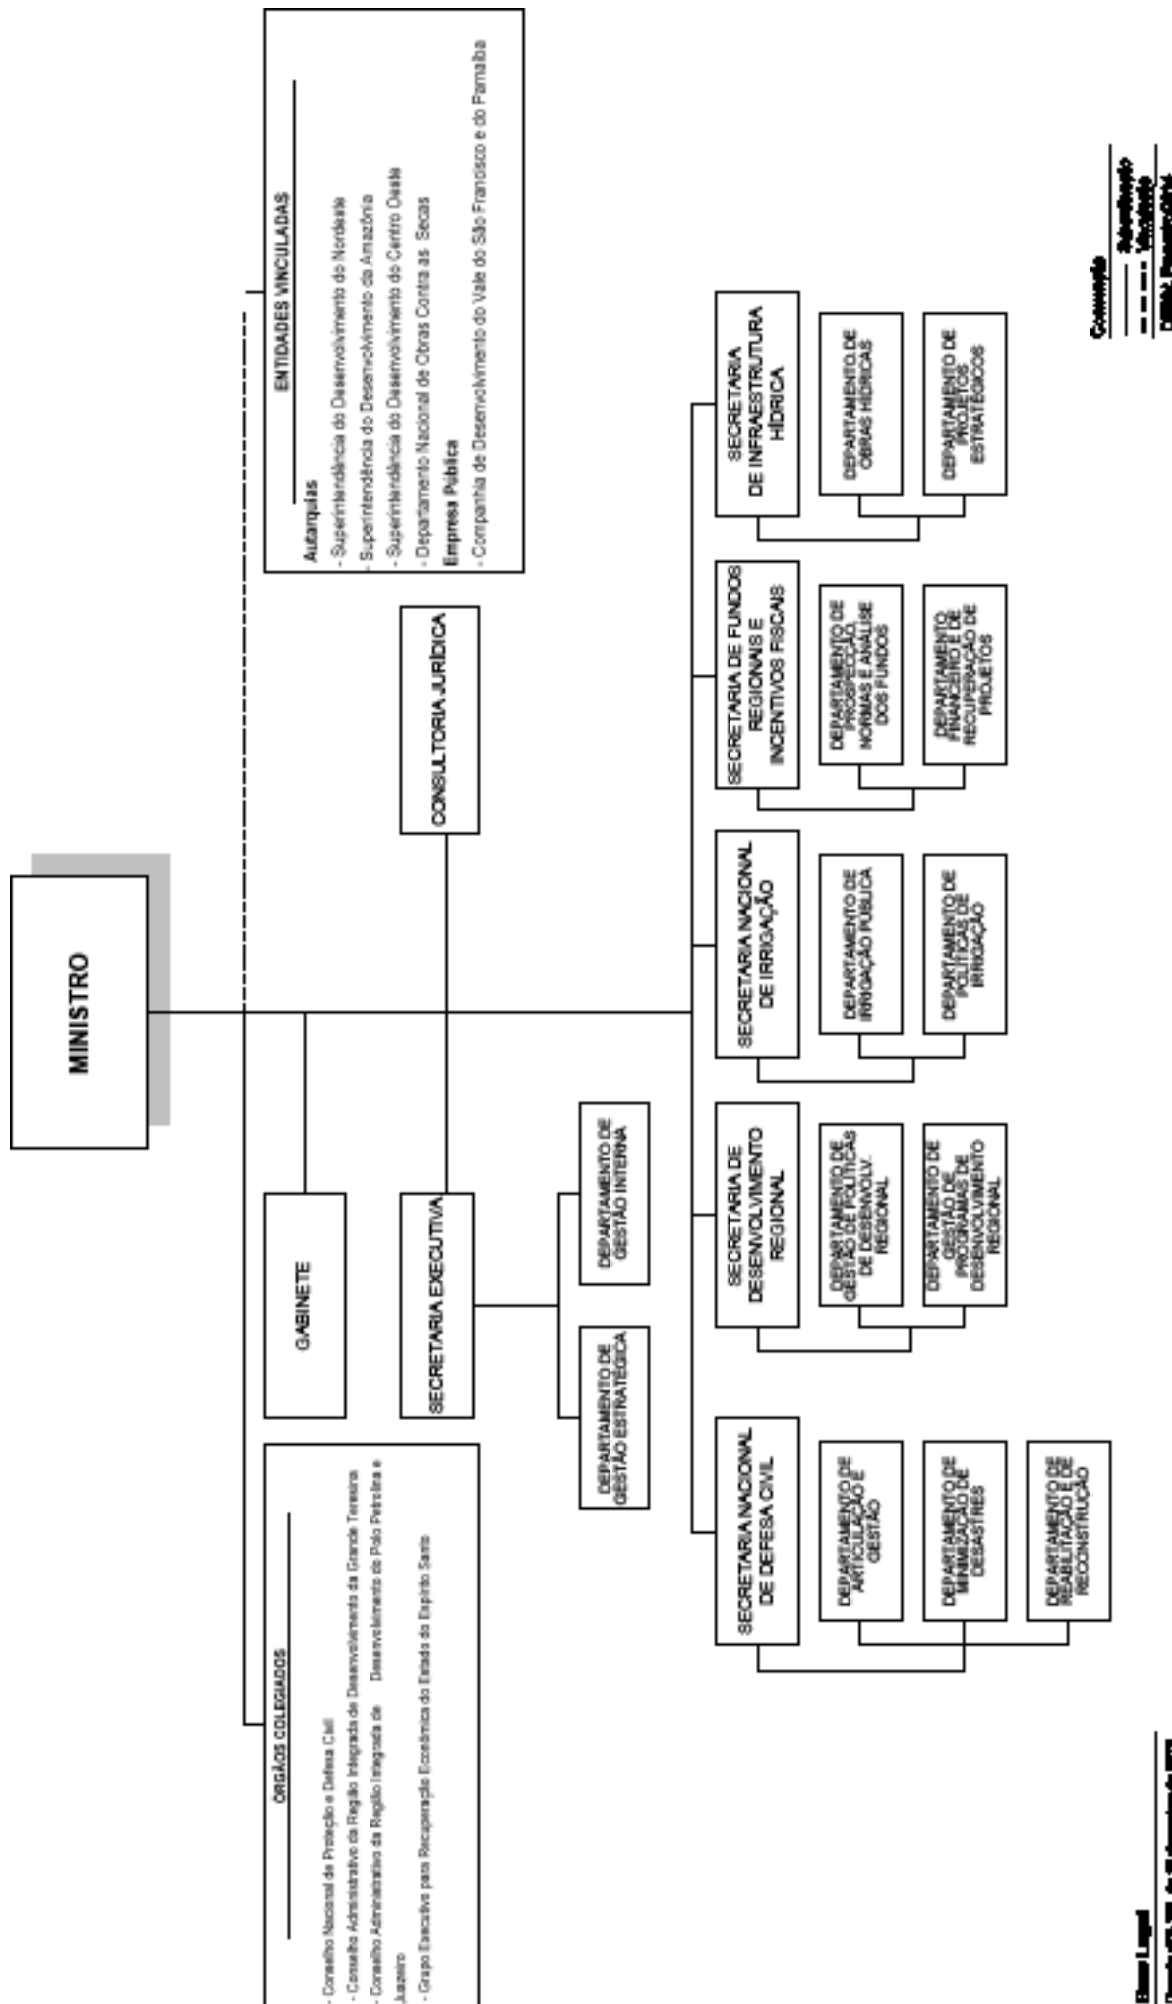 MINISTRO
ÓRGÃOS COLEGIADOS
- Conselho Nacional de Proteção e Defesa Civil
- Conselho Administrativo da Região Integrada de Desenvolvimento da Grande Teresina
- Conselho Administrativo da Região Integrada de Desenvolvimento do Polo Petrolina e
Juazeiro
- Grupo Executivo para Recuperação Econômica do Estado do Espírito Santo
GABINETE
ENTIDADES VINCULADAS
Autarquias
- Superintendência do Desenvolvimento do Nordeste
- Superintendência do Desenvolvimento da Amazônia
- Superintendência do Desenvolvimento do Centro Oeste
- Departamento Nacional de Obras Contra as Secas
Empresa Pública
- Companhia de Desenvolvimento do Vale do São Francisco e do Parnaíba
SECRETARIA EXECUTIVA
CONSULTORIA JURÍDICA
DEPARTAMENTO DE
GESTÃO ESTRATÉGICA
DEPARTAMENTO DE
GESTÃO INTERNA
SECRETARIA NACIONAL
DE DEFESA CIVIL
DEPARTAMENTO DE
ARTICULAÇÃO E
GESTÃO
DEPARTAMENTO DE
MINIMIZAÇÃO DE
DESASTRES
DEPARTAMENTO DE
REABILITAÇÃO E DE
RECONSTRUÇÃO
SECRETARIA DE
DESENVOLVIMENTO
REGIONAL
DEPARTAMENTO DE
GESTÃO DE POLÍTICAS
DE DESENVOLV.
REGIONAL
DEPARTAMENTO DE
GESTÃO DE
PROGRAMAS DE
DESENVOLVIMENTO
REGIONAL
SECRETARIA NACIONAL
DE IRRIGAÇÃO
DEPARTAMENTO DE
IRRIGAÇÃO PÚBLICA
DEPARTAMENTO DE
POLÍTICAS DE
IRRIGAÇÃO
SECRETARIA DE FUNDOS
REGIONAIS E
INCENTIVOS FISCAIS
DEPARTAMENTO DE
PROSPECÇÃO,
NORMAS E ANÁLISE
DOS FUNDOS
DEPARTAMENTO
FINANCEIRO E DE
RECUPERAÇÃO DE
PROJETOS
SECRETARIA
DE INFRAESTRUTURA
HÍDRICA
DEPARTAMENTO DE
OBRAS HÍDRICAS
DEPARTAMENTO DE
PROJETOS
ESTRATÉGICOS
Base Legal
Convenção
Subordinação
Vinculação